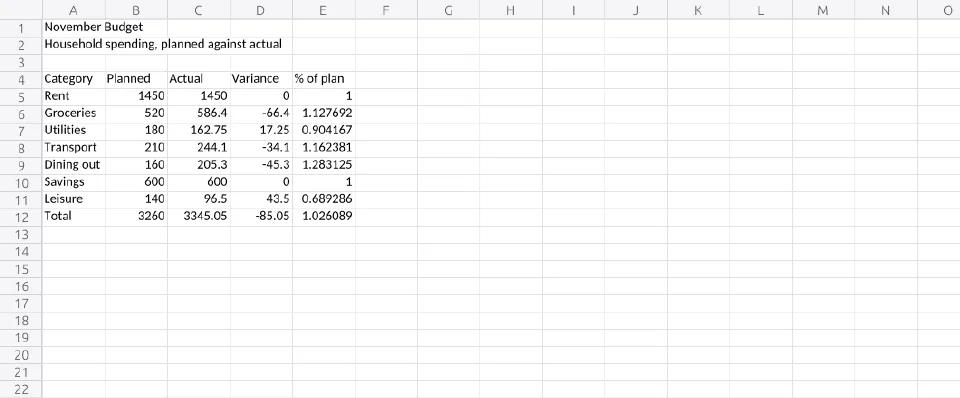 A B C D E F G H I J K L M N O
1 November Budget
2 Household spending, planned against actual
3
4 Category Planned Actual Variance % of plan
5 Rent 1450 1450 0 1
6 Groceries 520 586.4 -66.4 1.127692
7 Utilities 180 162.75 17.25 0.904167
8 Transport 210 244.1 -34.1 1.162381
9 Dining out 160 205.3 -45.3 1.283125
10 Savings 600 600 0 1
11 Leisure 140 96.5 43.5 0.689286
12 Total 3260 3345.05 -85.05 1.026089
13
14
15
16
17
18
19
20
21
22